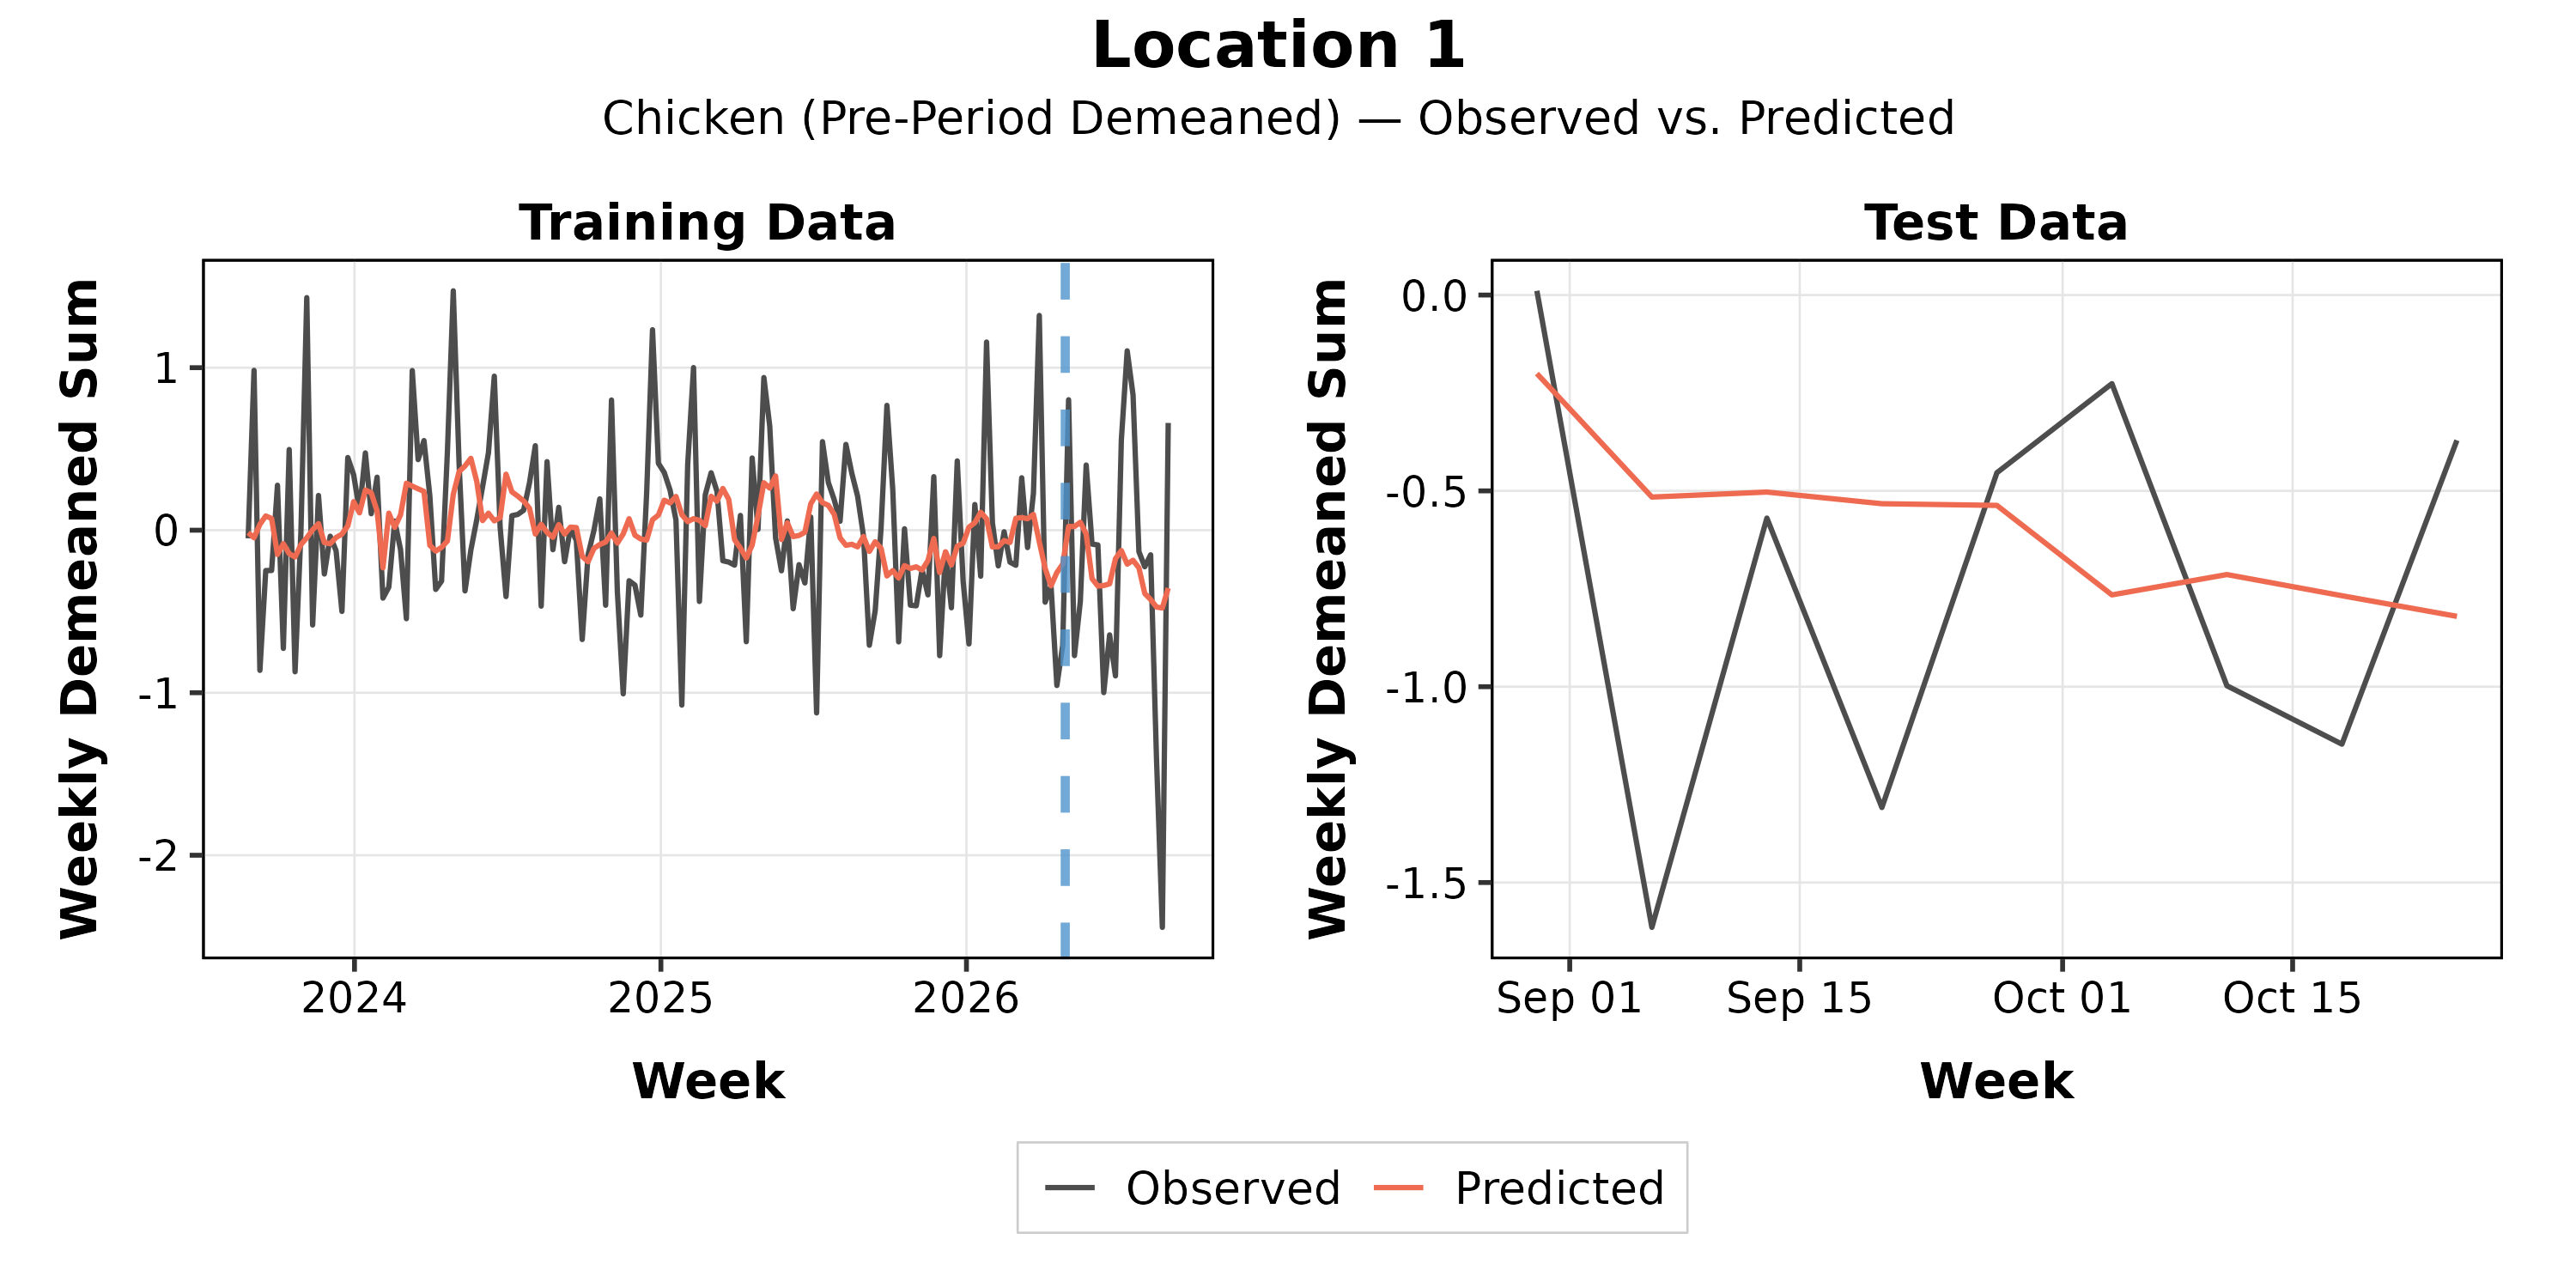 Location 1
Chicken (Pre-Period Demeaned) — Observed vs. Predicted
Training Data
Weekly Demeaned Sum
1
0
-1
-2
2024 2025 2026
Week
Test Data
Weekly Demeaned Sum
0.0
-0.5
-1.0
-1.5
Sep 01 Sep 15 Oct 01 Oct 15
Week
Observed Predicted